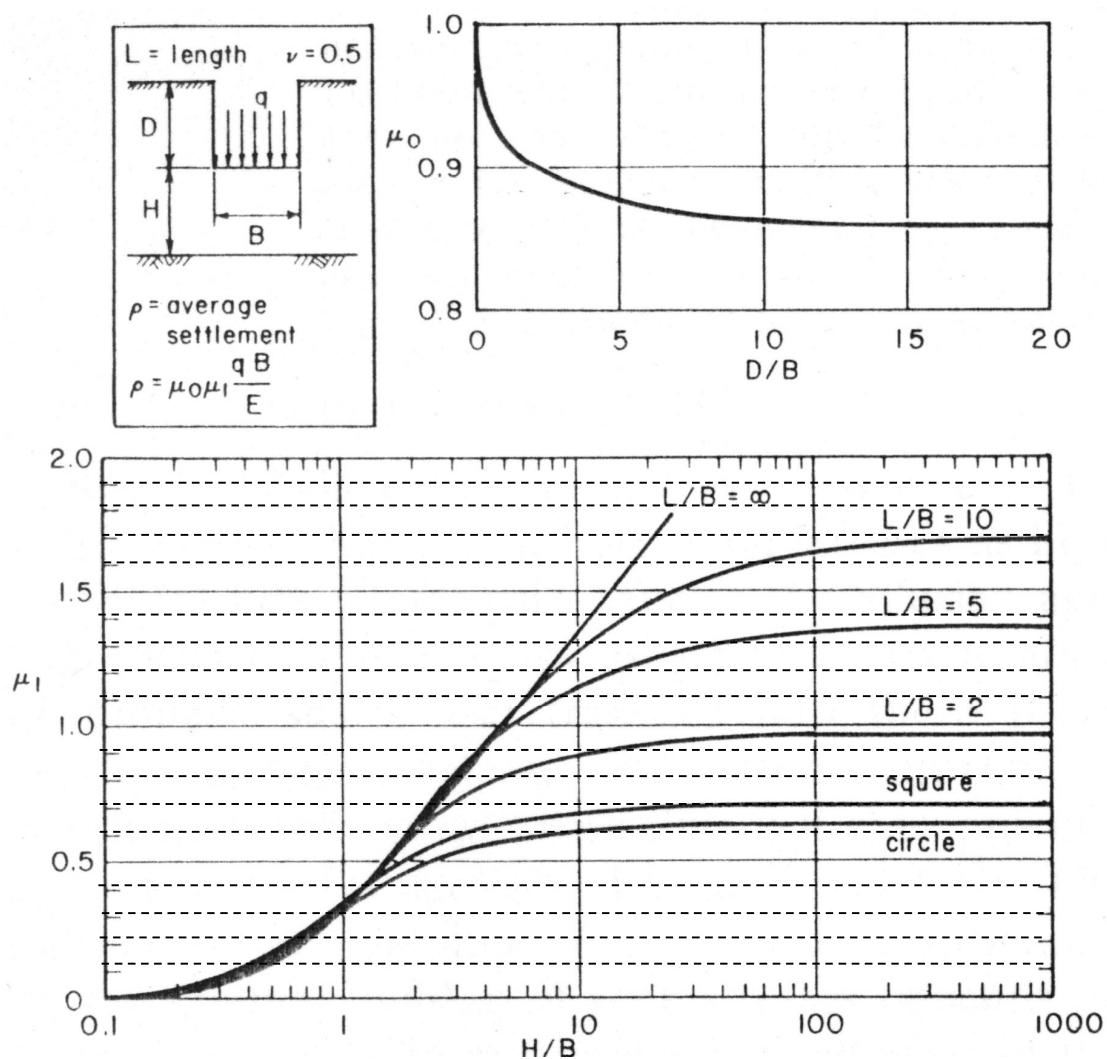 L = length ν = 0.5
q
D
H
B
ρ = average
settlement
ρ = μ0μ1 qB/E
1.0
μ0
0.9
0.8
0 5 10 15 20
D/B
2.0
L/B = ∞
L/B = 10
1.5
L/B = 5
μ1
1.0
L/B = 2
square
0.5
circle
0
0.1 1 10 100 1000
H/B